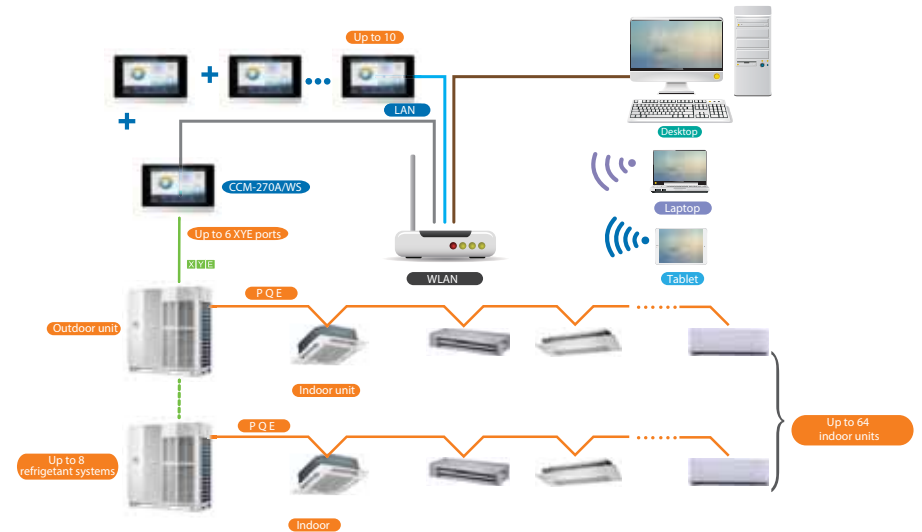 Up to 10
LAN
Desktop
CCM-270A/WS
Laptop
Up to 6 XYE ports
X Y E
WLAN
Tablet
P Q E
Outdoor unit
Indoor unit
P Q E
Up to 64
indoor units
Up to 8
refrigetant systems
Indoor